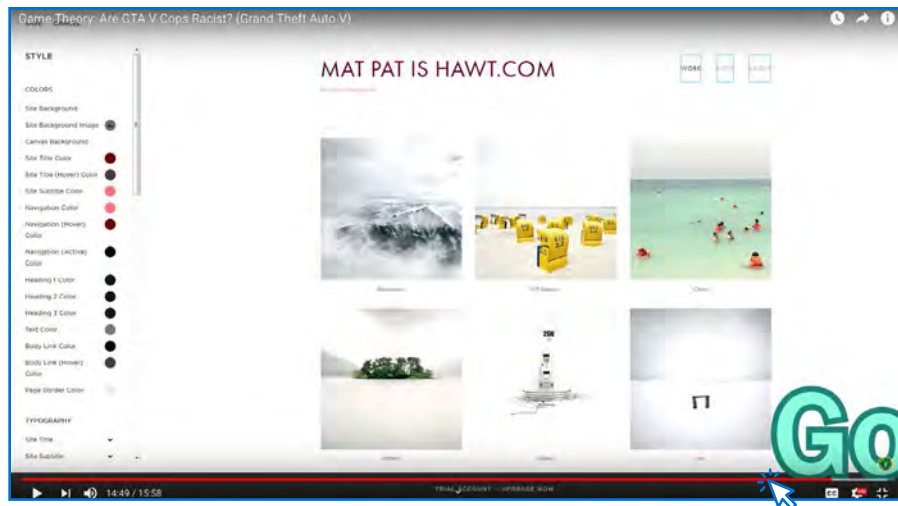 Game Theory: Are GTA V Cops Racist? (Grand Theft Auto V)
STYLE
MAT PAT IS HAWT.COM
WORK
COLORS
Site Background
Site Background Image
Canvas Background
Site Title Color
Site Title (Hover) Color
Site Subtitle Color
Navigation Color
Navigation (Hover)
Color
Navigation (Active)
Color
Heading 1 Color
Heading 2 Color
Heading 3 Color
Text Color
Body Link Color
Body Link (Hover)
Color
Page Border Color
TYPOGRAPHY
Site Title
Site Subtitle
Go
14:49 / 15:58
TRIAL ACCOUNT — UPGRADE NOW
CC